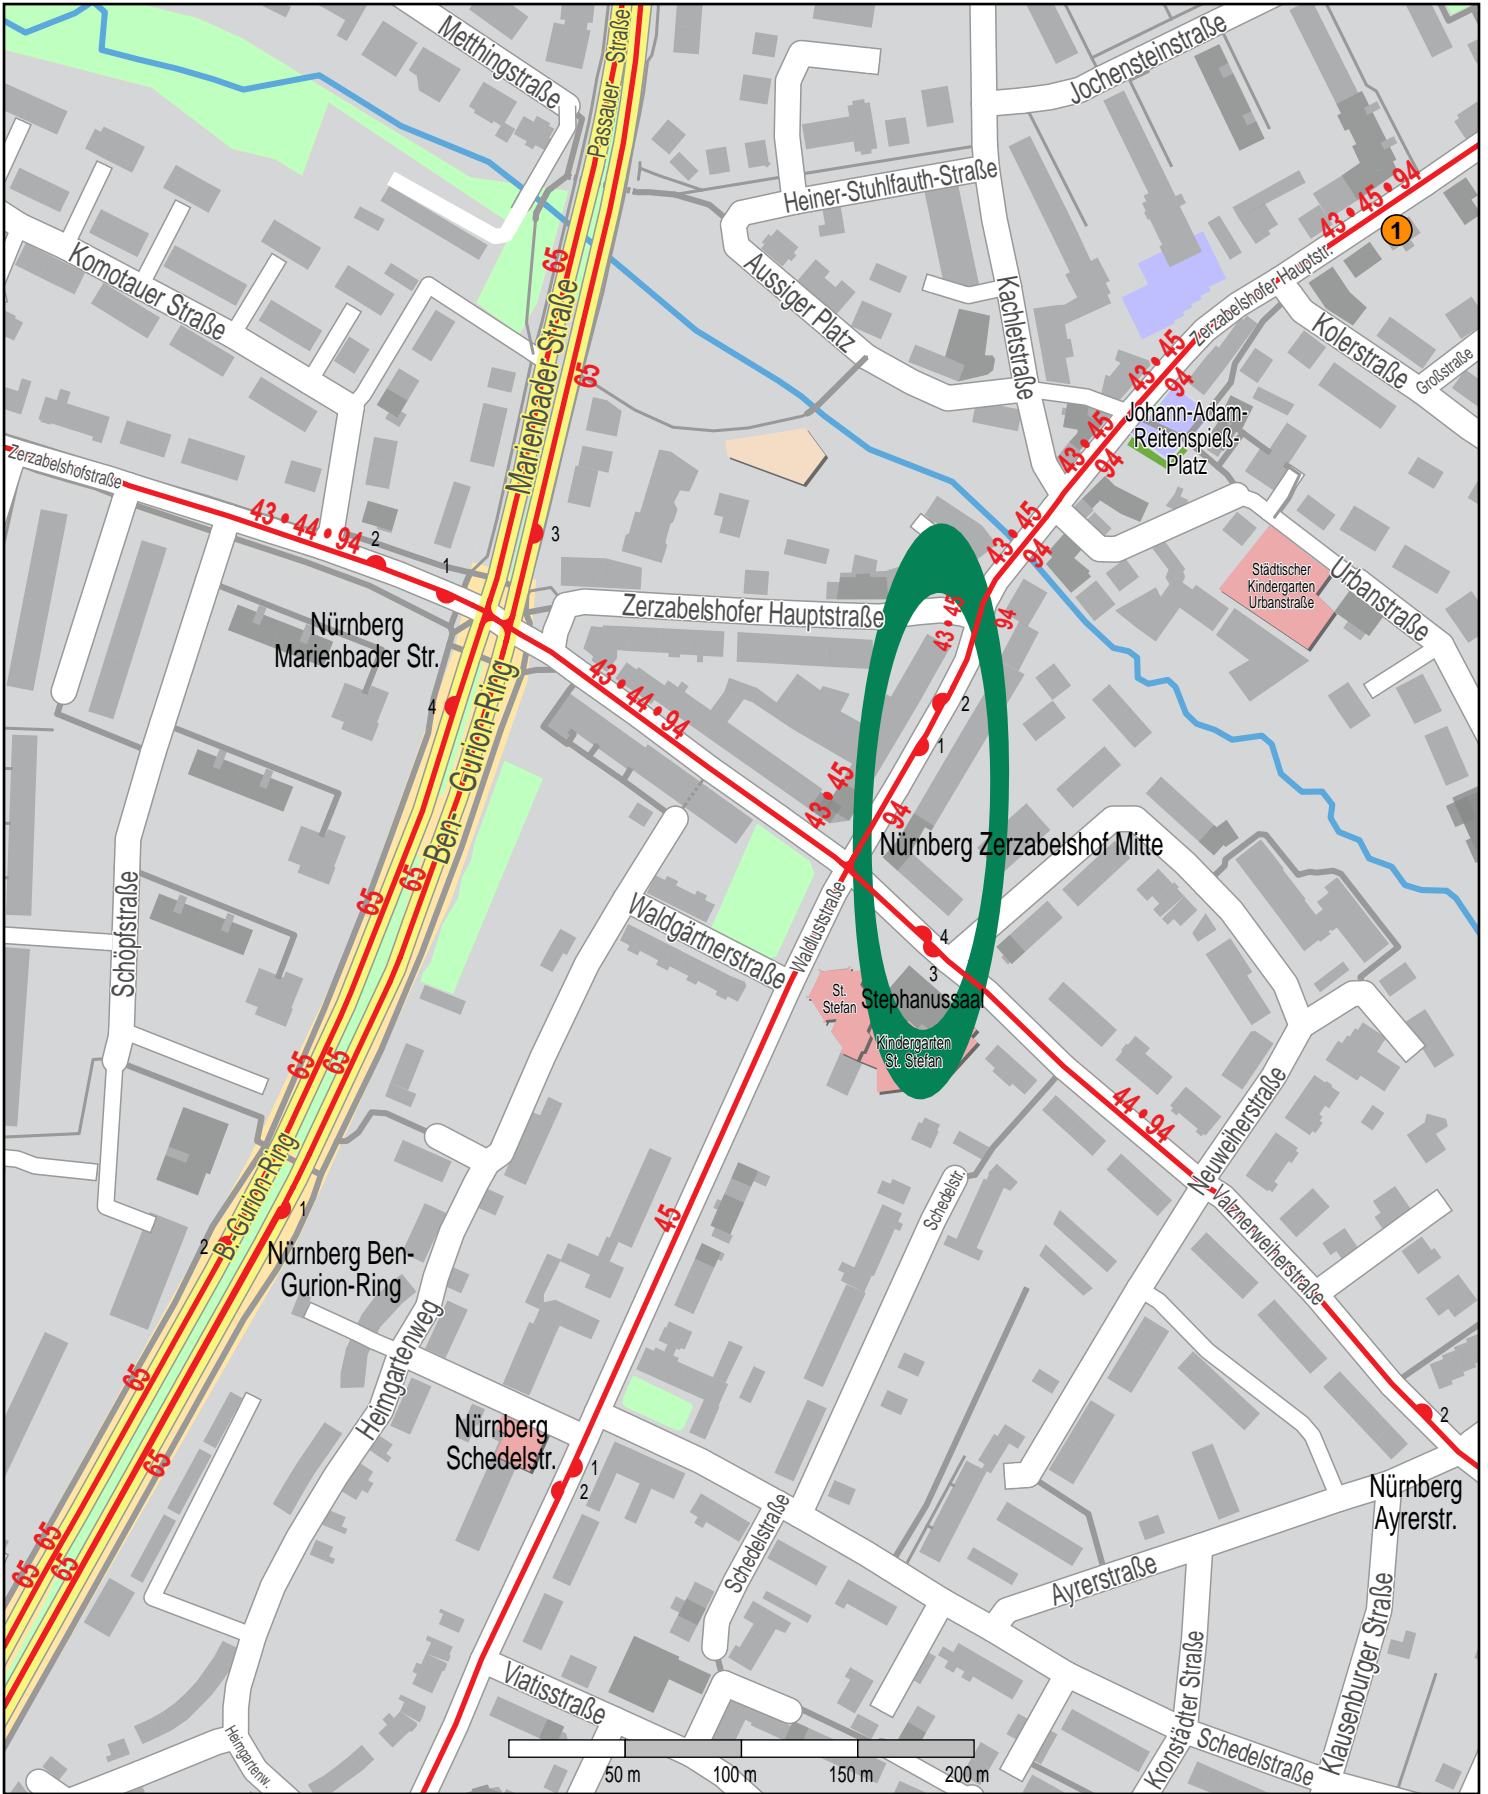 Metthingstraße
Passauer Straße
Jochensteinstraße
Heiner-Stuhlfauth-Straße
43 • 45 • 94
1
Komotauer Straße
65
Marienbader Straße
Aussiger Platz
Kachletstraße
Zerzabelshofer Hauptstr.
Kolerstraße
Großstraße
65
43 • 45
94
Johann-Adam-
Reitenspieß-
Platz
43 • 45
94
Zerzabelshofstraße
43 • 44 • 94
2
1
3
43 • 45
94
Städtischer
Kindergarten
Urbanstraße
Urbanstraße
Nürnberg
Marienbader Str.
Zerzabelshofer Hauptstraße
43 • 45
94
4
Ben-Gurion-Ring
43 • 44 • 94
2
1
43 • 45
94
Nürnberg Zerzabelshof Mitte
65
65
Schöpfstraße
Waldgärtnerstraße
Waldluststraße
4
3
St.
Stefan
Stephanussaal
Kindergarten
St. Stefan
65
65
44 • 94
Neuweiherstraße
B.-Gurion-Ring
1
2
Nürnberg Ben-
Gurion-Ring
45
Schedelstr.
Valznerweiherstraße
Heimgartenweg
65
65
Nürnberg
Schedelstr.
1
2
2
Nürnberg
Ayrerstr.
65
65
65
Schedelstraße
Ayrerstraße
Viatisstraße
Heimgartenw.
Kronstädter Straße
Schedelstraße
Klausenburger Straße
50 m
100 m
150 m
200 m